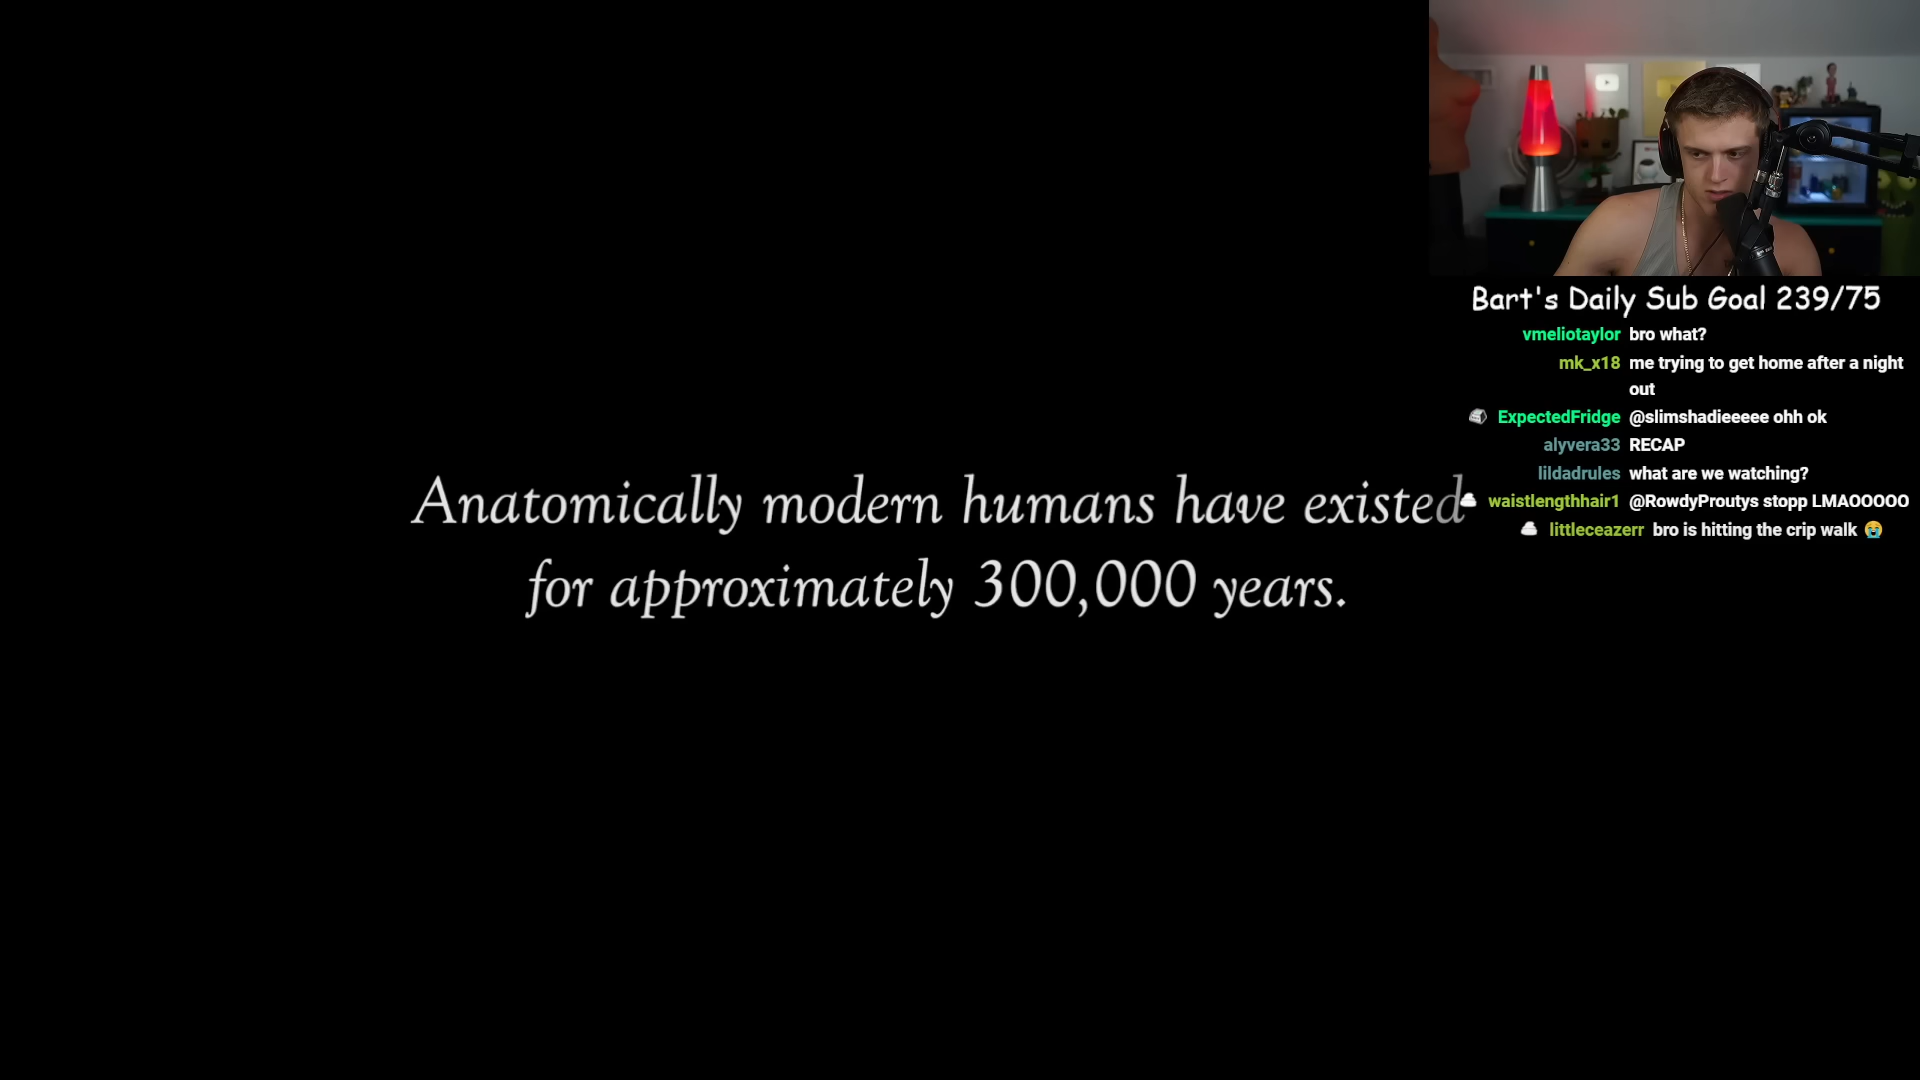 Anatomically modern humans have existed
for approximately 300,000 years.
Bart's Daily Sub Goal 239/75
vmeliotaylor bro what?
mk_x18 me trying to get home after a night
out
ExpectedFridge @slimshadieeeee ohh ok
alyvera33 RECAP
lildadrules what are we watching?
waistlengthhair1 @RowdyProutys stopp LMAOOOOO
littleceazerr bro is hitting the crip walk 😭